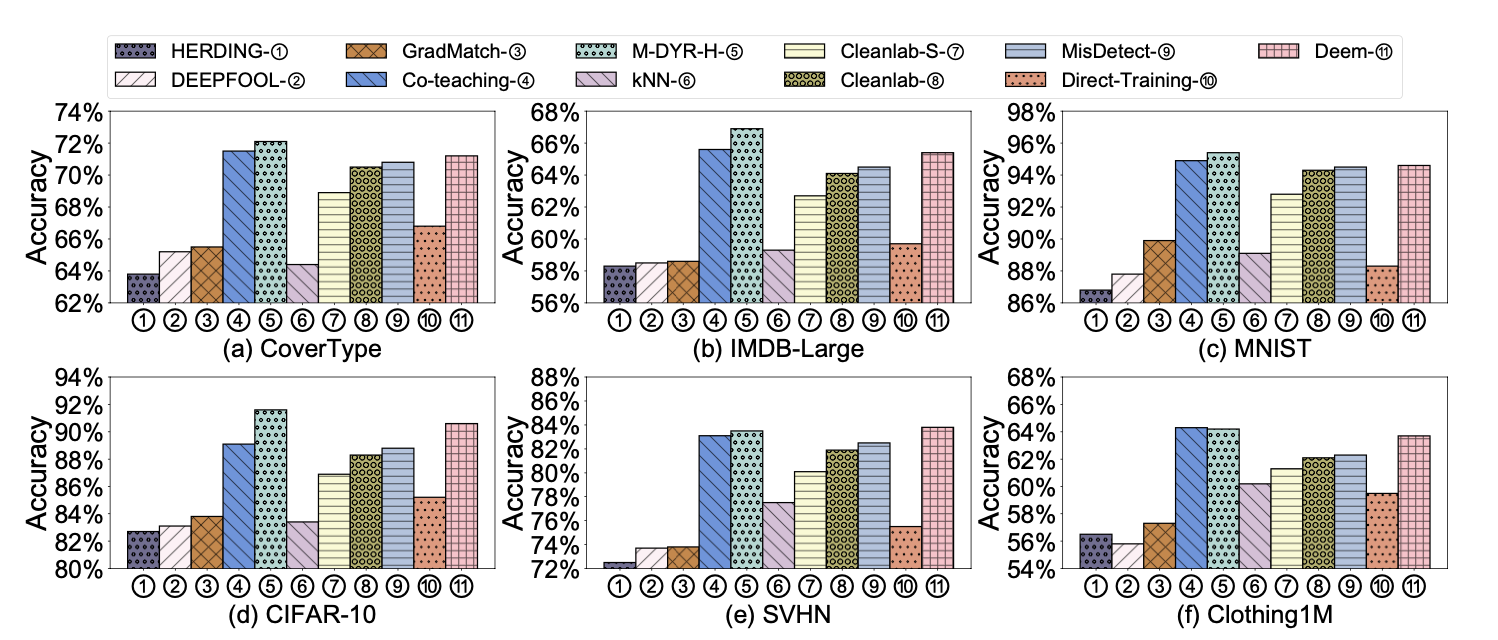 HERDING-① GradMatch-③ M-DYR-H-⑤ Cleanlab-S-⑦ MisDetect-⑨ Deem-⑪
DEEPFOOL-② Co-teaching-④ kNN-⑥ Cleanlab-⑧ Direct-Training-⑩
Accuracy
74%
72%
70%
68%
66%
64%
62%
① ② ③ ④ ⑤ ⑥ ⑦ ⑧ ⑨ ⑩ ⑪
(a) CoverType
Accuracy
68%
66%
64%
62%
60%
58%
56%
① ② ③ ④ ⑤ ⑥ ⑦ ⑧ ⑨ ⑩ ⑪
(b) IMDB-Large
Accuracy
98%
96%
94%
92%
90%
88%
86%
① ② ③ ④ ⑤ ⑥ ⑦ ⑧ ⑨ ⑩ ⑪
(c) MNIST
Accuracy
94%
92%
90%
88%
86%
84%
82%
80%
① ② ③ ④ ⑤ ⑥ ⑦ ⑧ ⑨ ⑩ ⑪
(d) CIFAR-10
Accuracy
88%
86%
84%
82%
80%
78%
76%
74%
72%
① ② ③ ④ ⑤ ⑥ ⑦ ⑧ ⑨ ⑩ ⑪
(e) SVHN
Accuracy
68%
66%
64%
62%
60%
58%
56%
54%
① ② ③ ④ ⑤ ⑥ ⑦ ⑧ ⑨ ⑩ ⑪
(f) Clothing1M